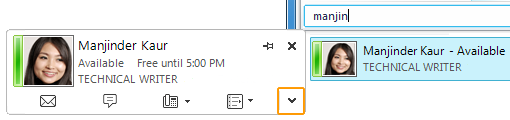 Manjinder Kaur
Available Free until 5:00 PM
TECHNICAL WRITER
manjin
Manjinder Kaur - Available
TECHNICAL WRITER